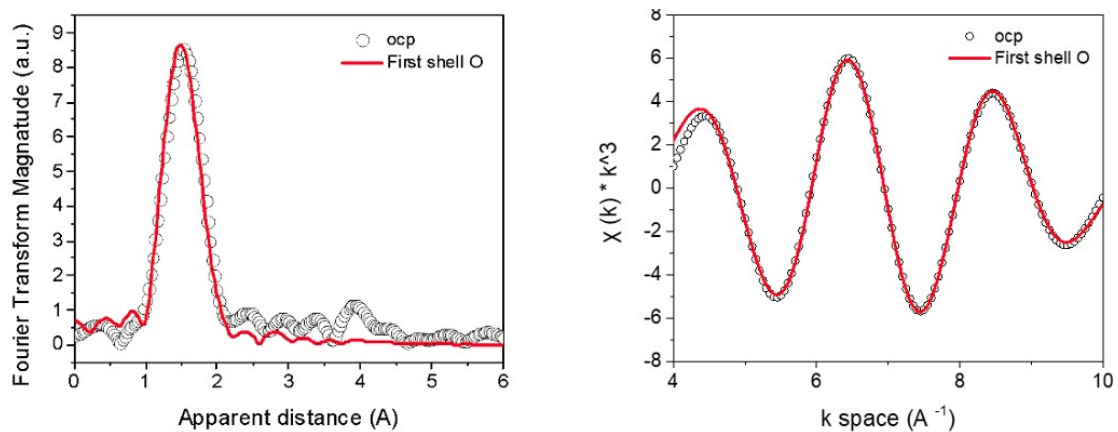 Fourier Transform Magnitude (a.u.)
9
8
7
6
5
4
3
2
1
0
ocp
First shell O
0 1 2 3 4 5 6
Apparent distance (A)
χ (k) * k^3
8
6
4
2
0
-2
-4
-6
-8
ocp
First shell O
4 6 8 10
k space (A ⁻¹)